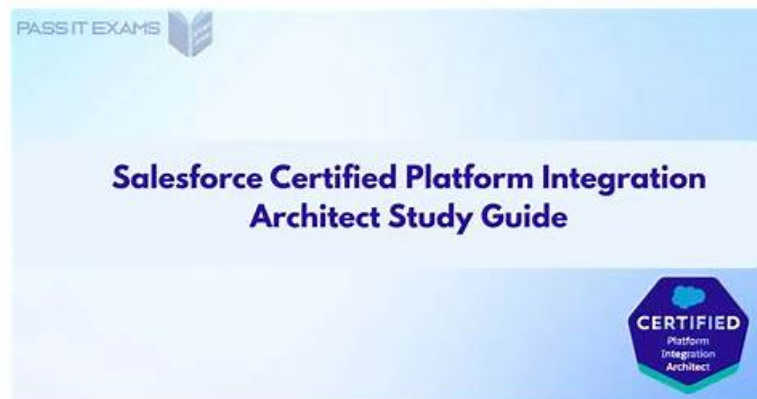 PASS IT EXAMS
Salesforce Certified Platform Integration
Architect Study Guide
CERTIFIED
Platform
Integration
Architect